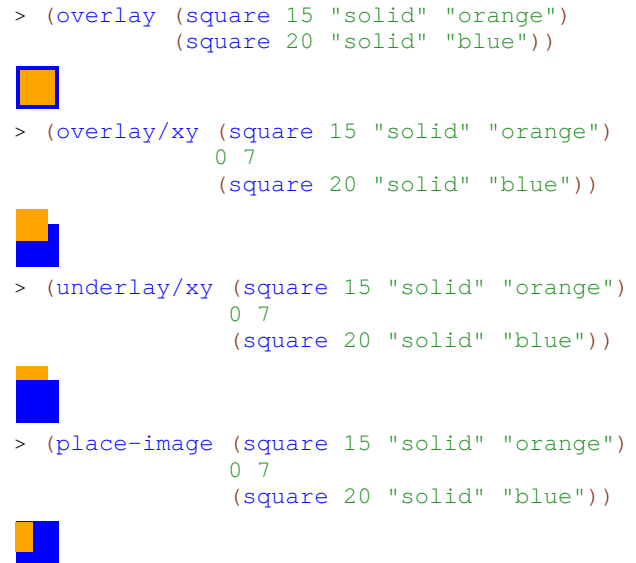 > (overlay (square 15 "solid" "orange")
           (square 20 "solid" "blue"))
> (overlay/xy (square 15 "solid" "orange")
              0 7
              (square 20 "solid" "blue"))
> (underlay/xy (square 15 "solid" "orange")
               0 7
               (square 20 "solid" "blue"))
> (place-image (square 15 "solid" "orange")
               0 7
               (square 20 "solid" "blue"))